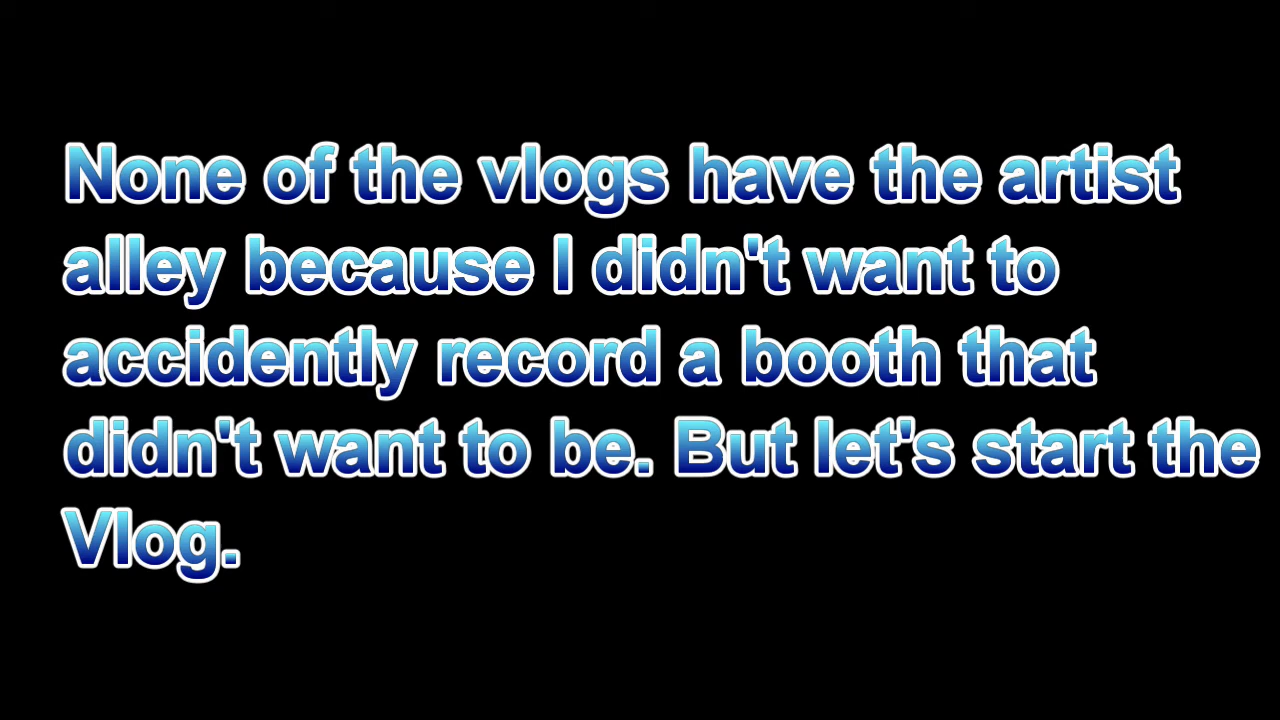 None of the vlogs have the artist
alley because I didn't want to
accidently record a booth that
didn't want to be. But let's start the
Vlog.